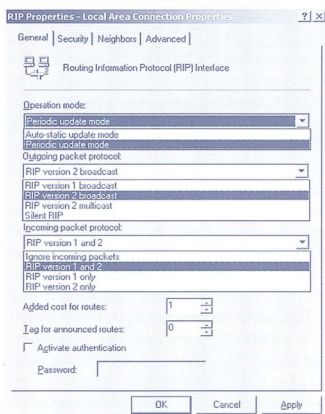 RIP Properties - Local Area Connection Properties ? ×
General Security Neighbors Advanced
Routing Information Protocol (RIP) Interface
Operation mode:
Periodic update mode
Auto-static update mode
Periodic update mode
Outgoing packet protocol:
RIP version 2 broadcast
RIP version 1 broadcast
RIP version 2 broadcast
RIP version 2 multicast
Silent RIP
Incoming packet protocol:
RIP version 1 and 2
Ignore incoming packets
RIP version 1 and 2
RIP version 1 only
RIP version 2 only
Added cost for routes: 1
Tag for announced routes: 0
Activate authentication
Password:
OK Cancel Apply